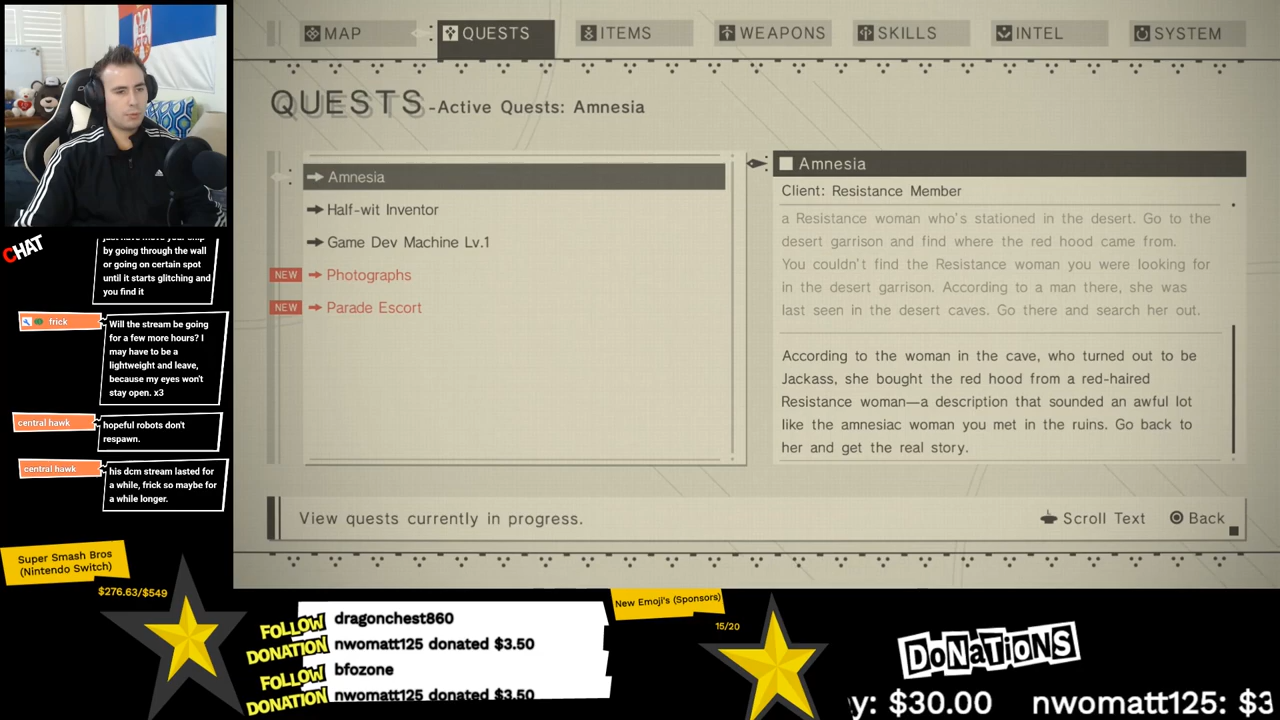 MAP
QUESTS
ITEMS
WEAPONS
SKILLS
INTEL
SYSTEM
QUESTS -Active Quests: Amnesia
Amnesia
Half-wit Inventor
Game Dev Machine Lv.1
NEW Photographs
NEW Parade Escort
Amnesia
Client: Resistance Member
a Resistance woman who's stationed in the desert. Go to the
desert garrison and find where the red hood came from.
You couldn't find the Resistance woman you were looking for
in the desert garrison. According to a man there, she was
last seen in the desert caves. Go there and search her out.
According to the woman in the cave, who turned out to be
Jackass, she bought the red hood from a red-haired
Resistance woman—a description that sounded an awful lot
like the amnesiac woman you met in the ruins. Go back to
her and get the real story.
View quests currently in progress.
Scroll Text
Back
CHAT
by going through the wall
or going on certain spot
until it starts glitching and
you find it
frick
Will the stream be going
for a few more hours? I
may have to be a
lightweight and leave,
because my eyes won't
stay open. x3
central hawk
hopeful robots don't
respawn.
central hawk
his dcm stream lasted for
a while, frick so maybe for
a while longer.
Super Smash Bros
(Nintendo Switch)
$276.63/$549
FOLLOW dragonchest860
DONATION nwomatt125 donated $3.50
FOLLOW bfozone
DONATION nwomatt125 donated $3.50
New Emoji's (Sponsors)
15/20
DONATIONS
y: $30.00 nwomatt125: $3